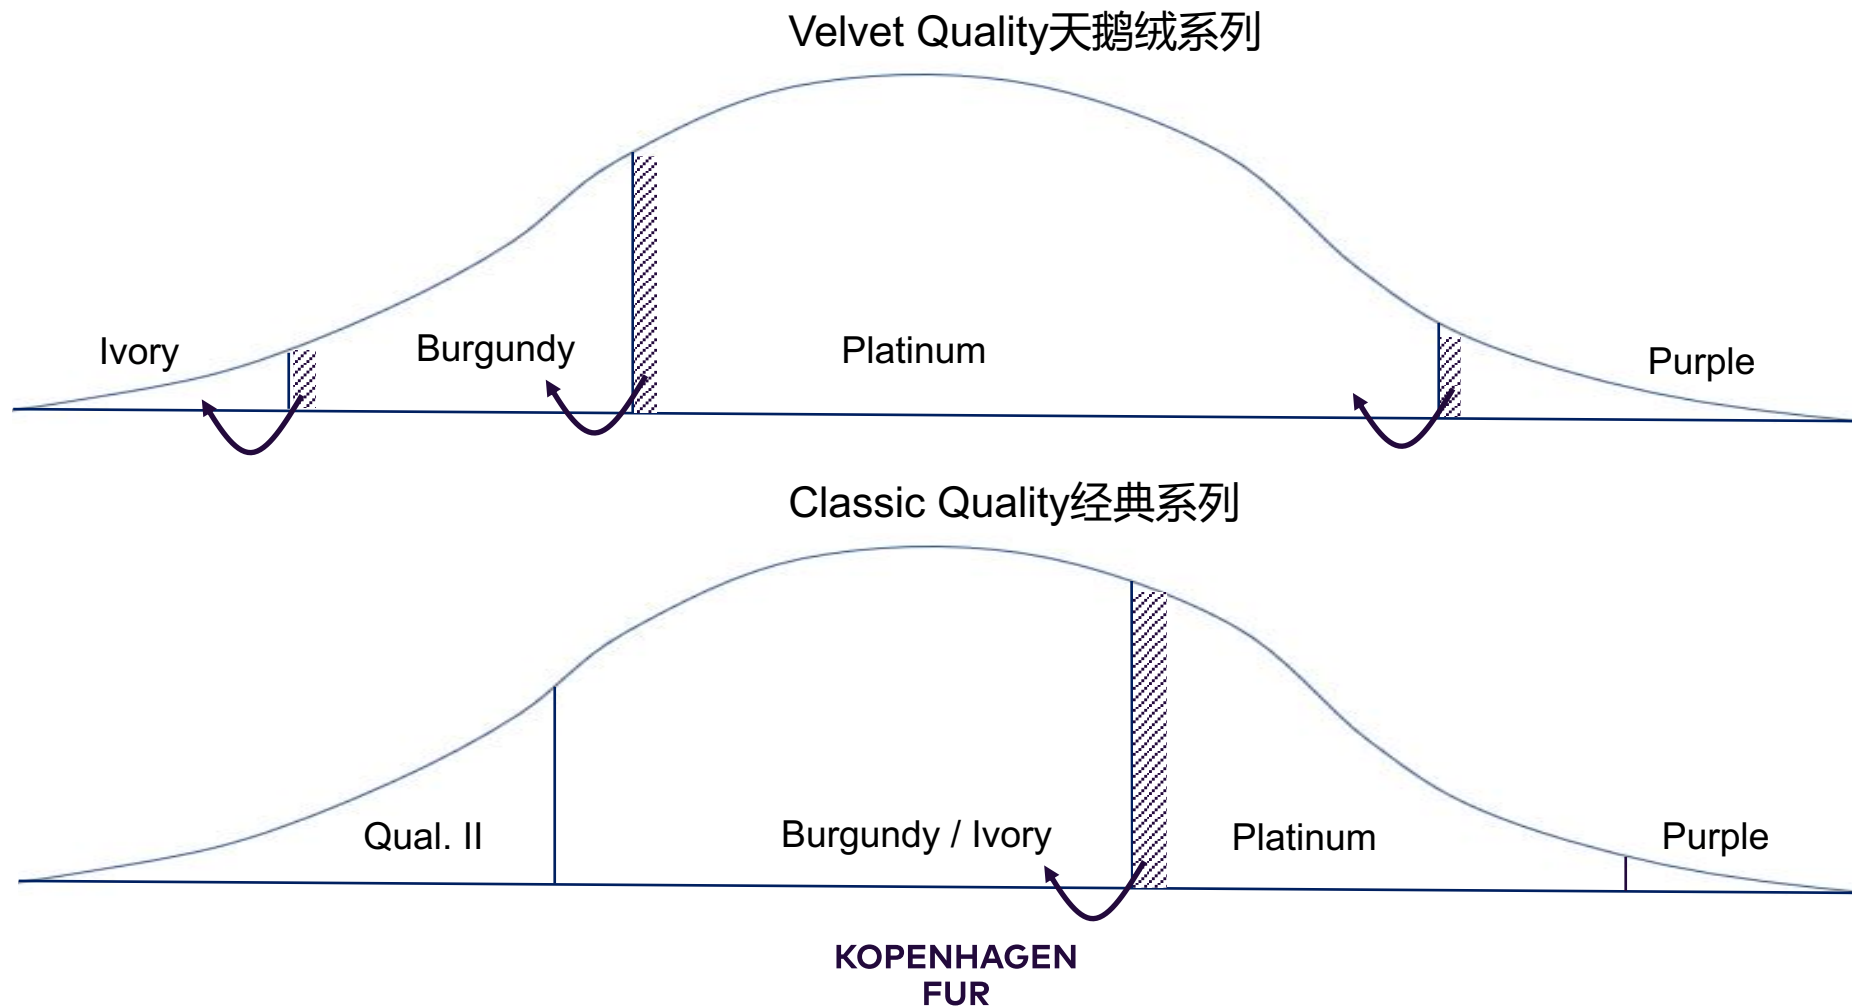 Velvet Quality天鹅绒系列
Ivory
Burgundy
Platinum
Purple
Classic Quality经典系列
Qual. II
Burgundy / Ivory
Platinum
Purple
KOPENHAGEN
FUR